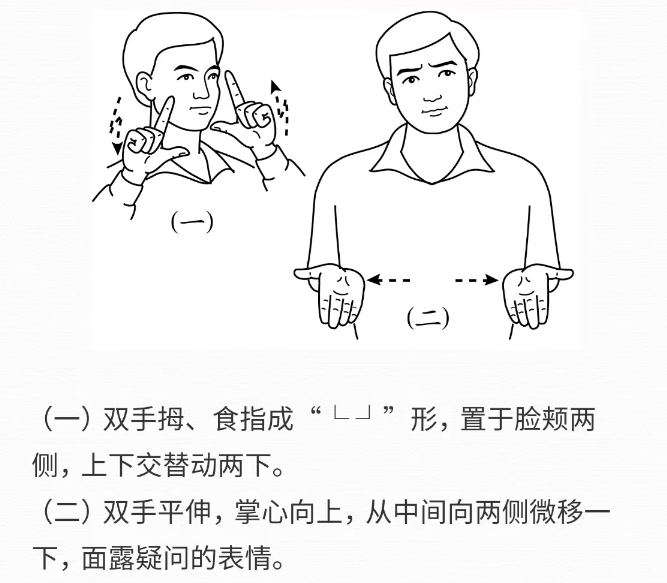 （一）
（二）
（一）双手拇、食指成“└ ┘”形，置于脸颊两
侧，上下交替动两下。
（二）双手平伸，掌心向上，从中间向两侧微移一
下，面露疑问的表情。